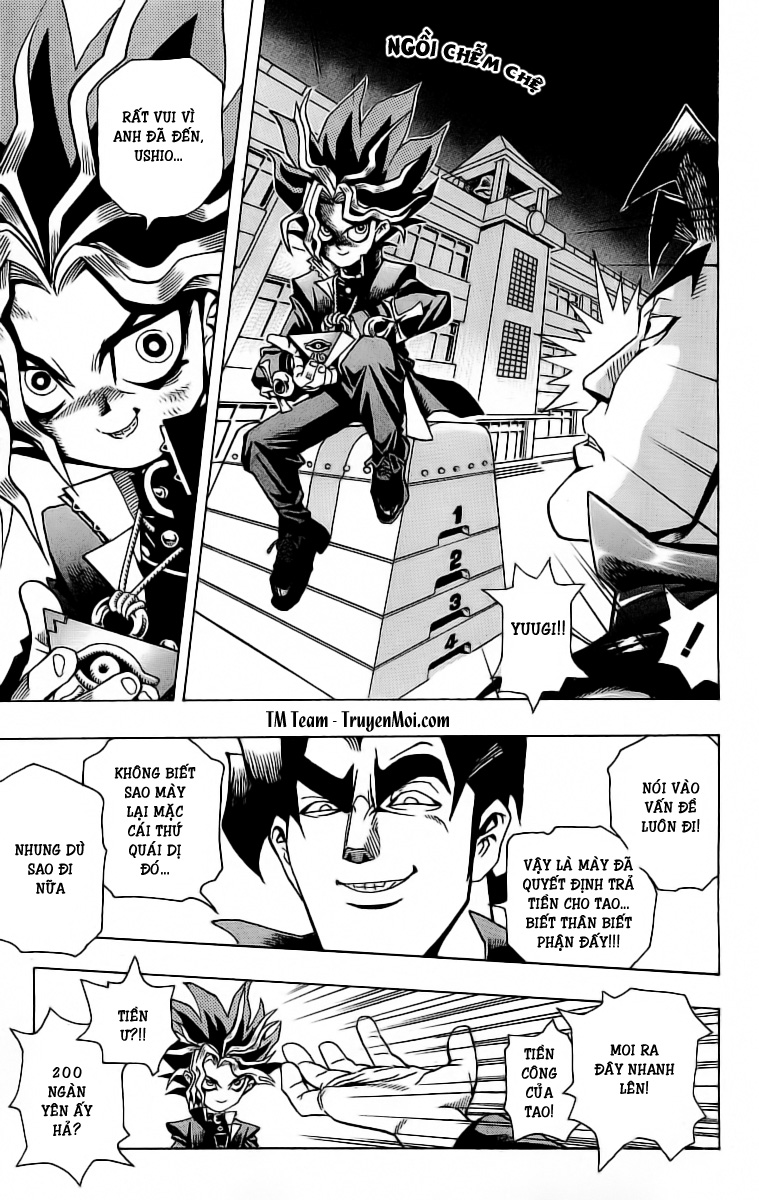 NGỒI CHỄM CHỆ
RẤT VUI VÌ
ANH ĐÃ ĐẾN,
USHIO...
1
2
3
4
YUUGI!!
!
TM Team - TruyenMoi.com
NÓI VÀO
VẤN ĐỀ
LUÔN ĐI!
VẬY LÀ MÀY ĐÃ
QUYẾT ĐỊNH TRẢ
TIỀN CHO TAO...
BIẾT THÂN BIẾT
PHẬN ĐẤY!!!
KHÔNG BIẾT
SAO MÀY
LẠI MẶC
CÁI THỨ
QUÁI DỊ
ĐÓ...
NHƯNG DÙ
SAO ĐI
NỮA
MOI RA
ĐÂY NHANH
LÊN!
TIỀN
CÔNG
CỦA
TAO!
TIỀN
Ư?!!
200
NGÀN
YÊN ẤY
HẢ?